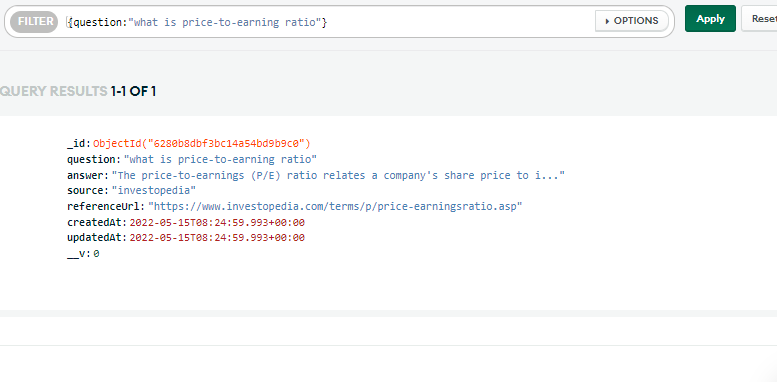 FILTER {question:"what is price-to-earning ratio"} OPTIONS Apply Reset
QUERY RESULTS 1-1 OF 1
_id: ObjectId("6280b8dbf3bc14a54bd9b9c0")
question: "what is price-to-earning ratio"
answer: "The price-to-earnings (P/E) ratio relates a company's share price to i..."
source: "investopedia"
referenceUrl: "https://www.investopedia.com/terms/p/price-earningsratio.asp"
createdAt: 2022-05-15T08:24:59.993+00:00
updatedAt: 2022-05-15T08:24:59.993+00:00
__v: 0